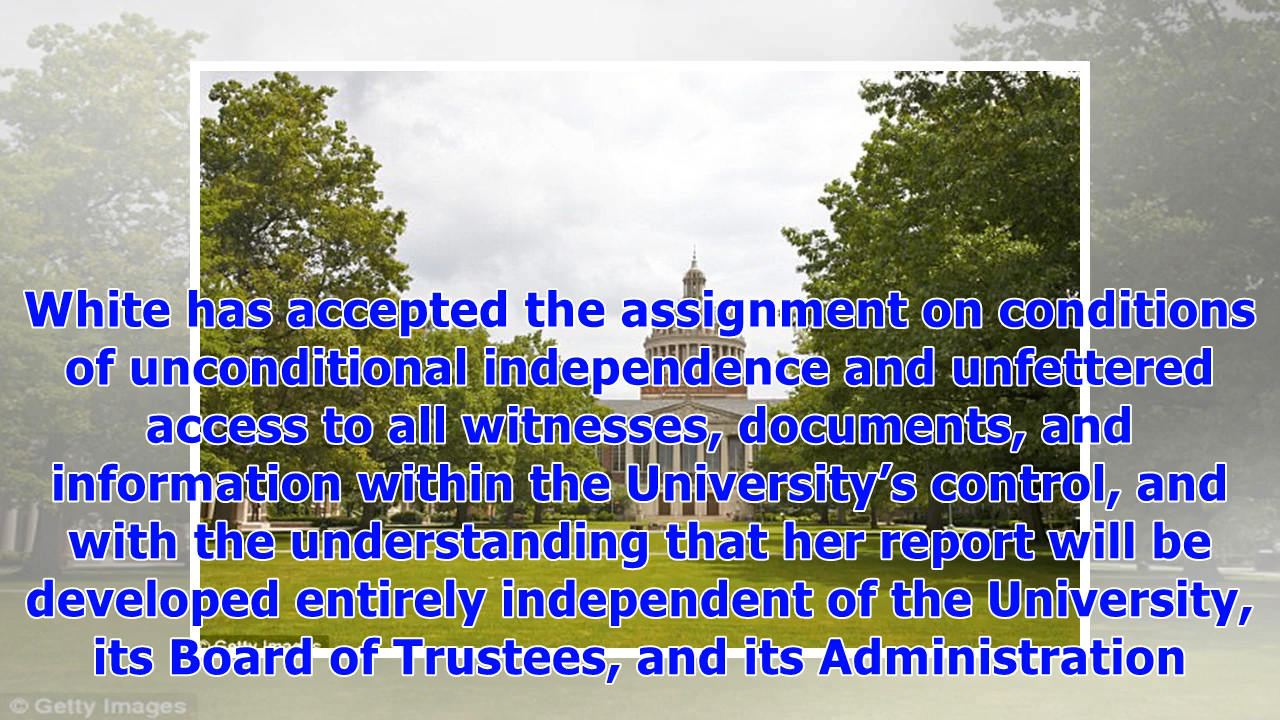 White has accepted the assignment on conditions
of unconditional independence and unfettered
access to all witnesses, documents, and
information within the University’s control, and
with the understanding that her report will be
developed entirely independent of the University,
its Board of Trustees, and its Administration
© Getty Images
© Getty Images